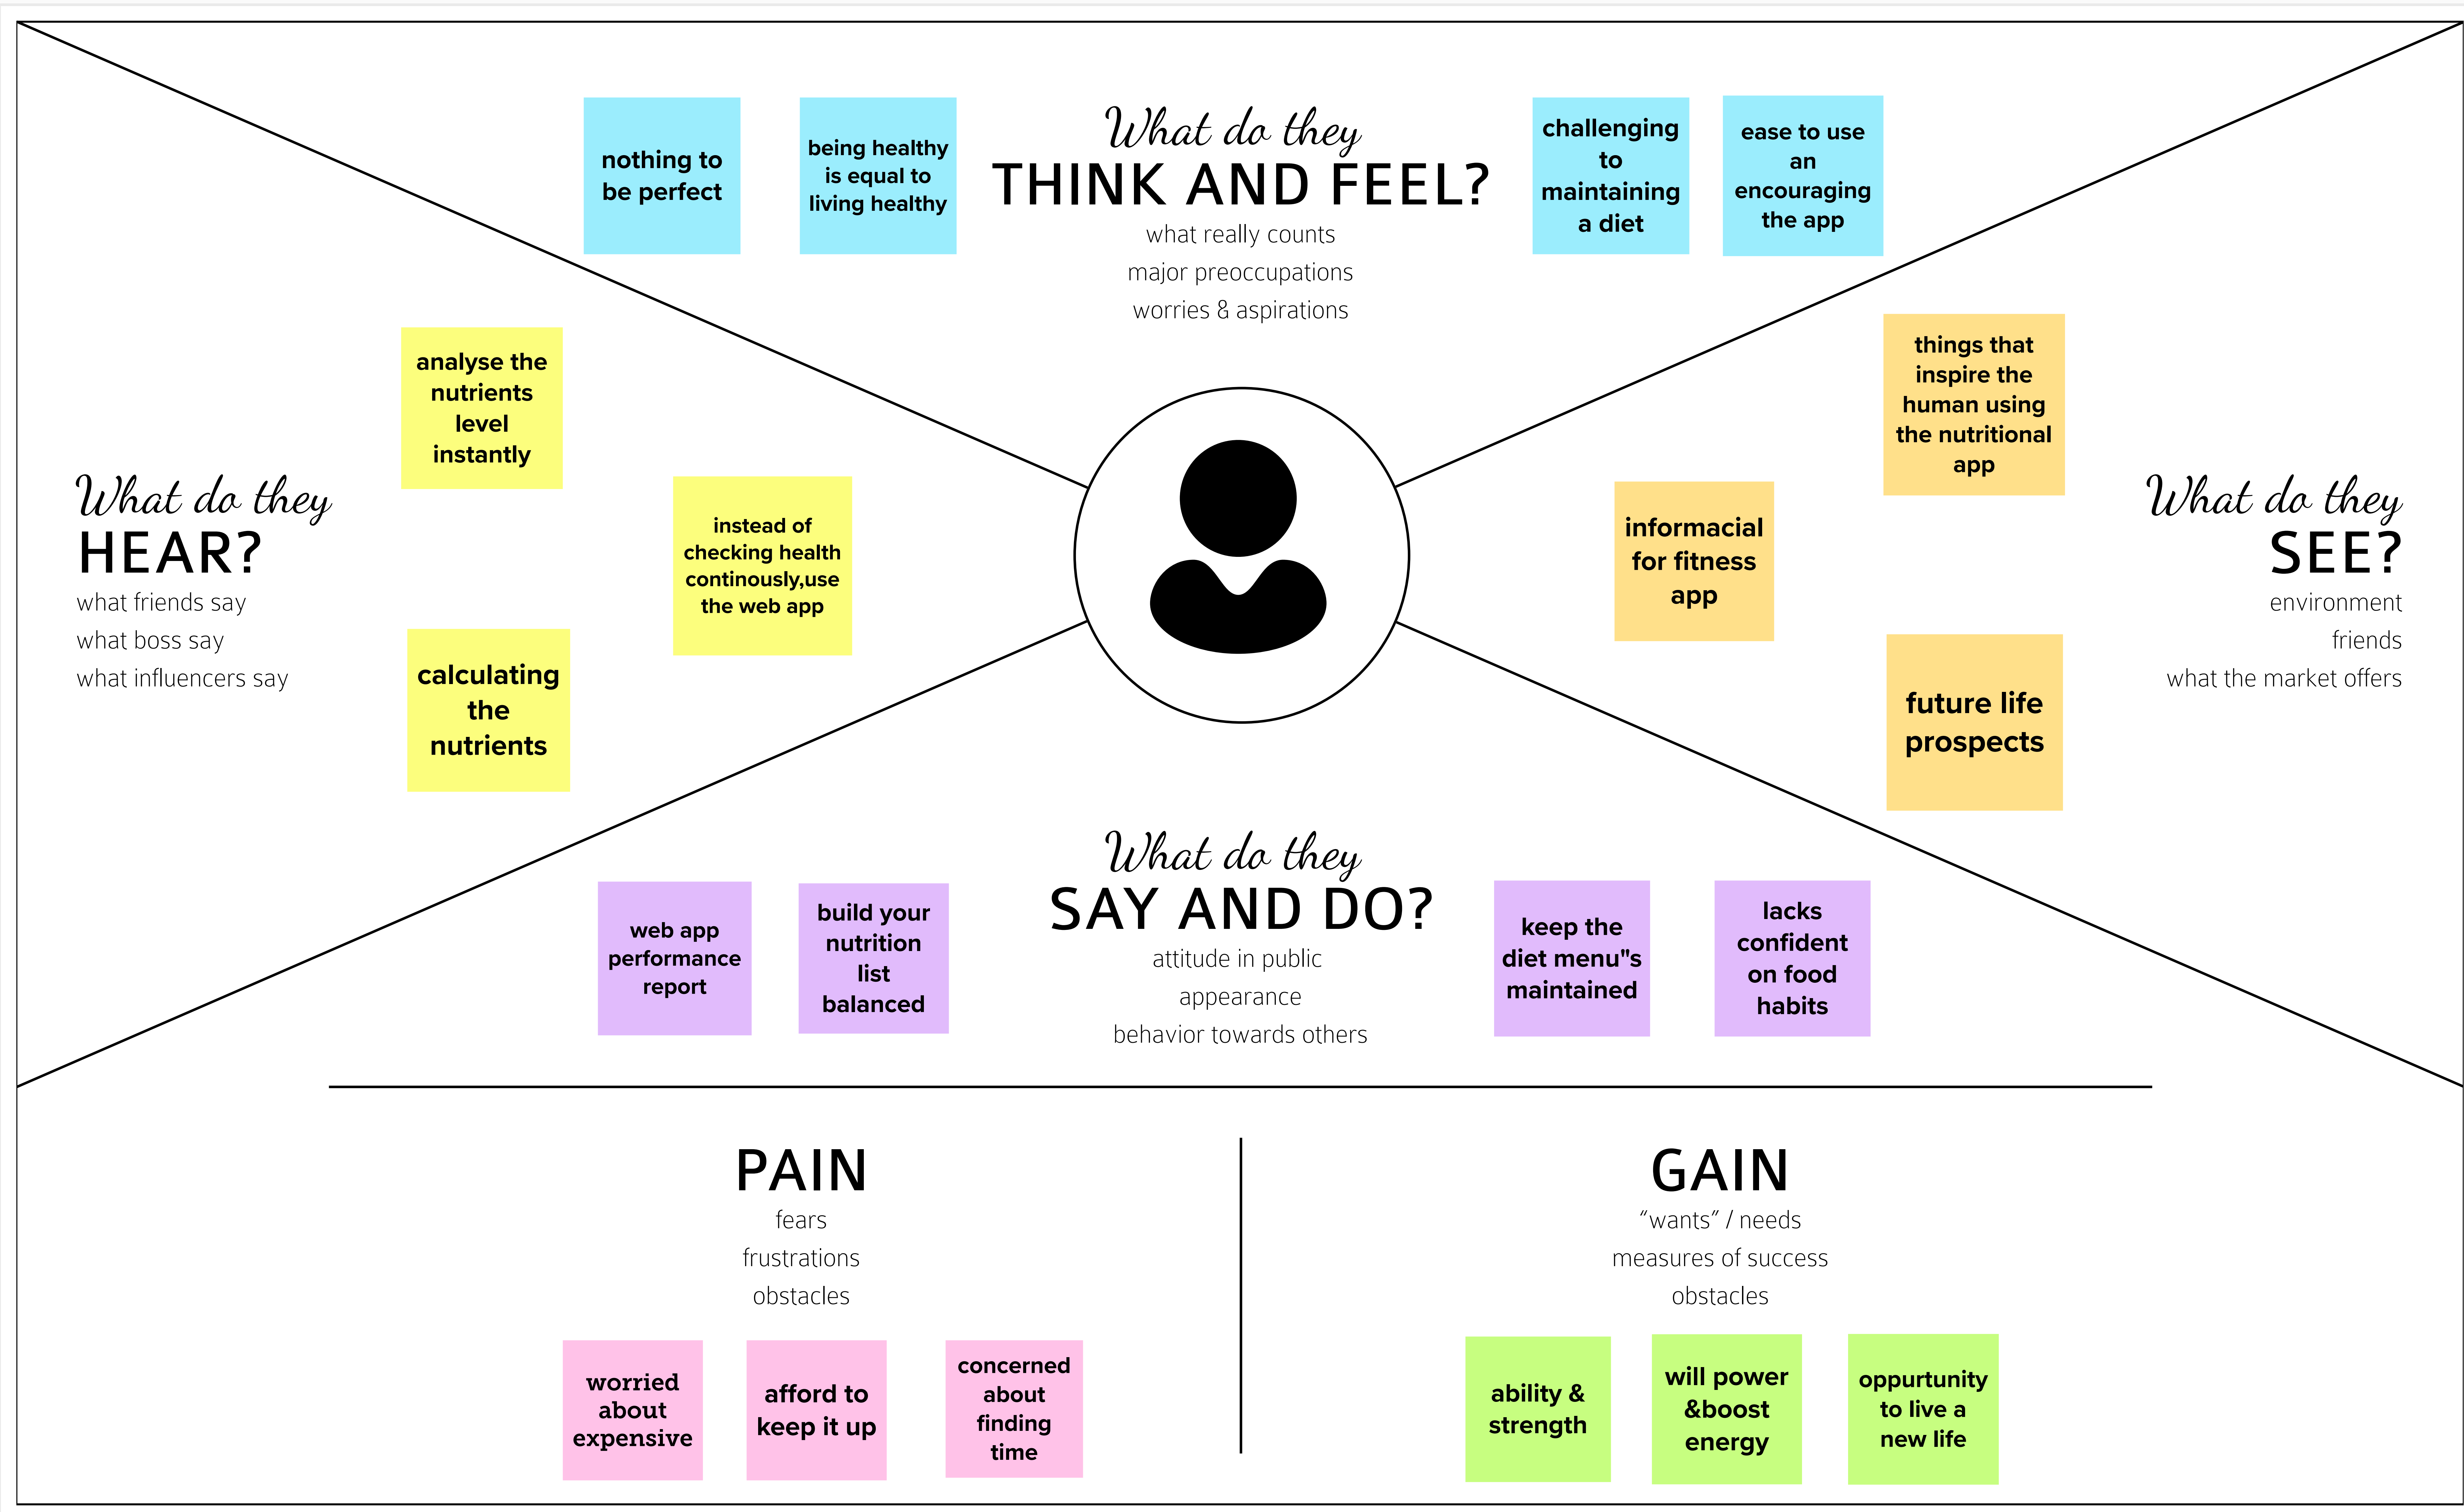 What do they
THINK AND FEEL?
what really counts
major preoccupations
worries & aspirations
nothing to
be perfect
being healthy
is equal to
living healthy
challenging
to
maintaining
a diet
ease to use
an
encouraging
the app
What do they
HEAR?
what friends say
what boss say
what influencers say
analyse the
nutrients
level
instantly
instead of
checking health
continously,use
the web app
calculating
the
nutrients
What do they
SEE?
environment
friends
what the market offers
things that
inspire the
human using
the nutritional
app
informacial
for fitness
app
future life
prospects
What do they
SAY AND DO?
attitude in public
appearance
behavior towards others
web app
performance
report
build your
nutrition
list
balanced
keep the
diet menu"s
maintained
lacks
confident
on food
habits
PAIN
fears
frustrations
obstacles
worried
about
expensive
afford to
keep it up
concerned
about
finding
time
GAIN
“wants” / needs
measures of success
obstacles
ability &
strength
will power
&boost
energy
oppurtunity
to live a
new life